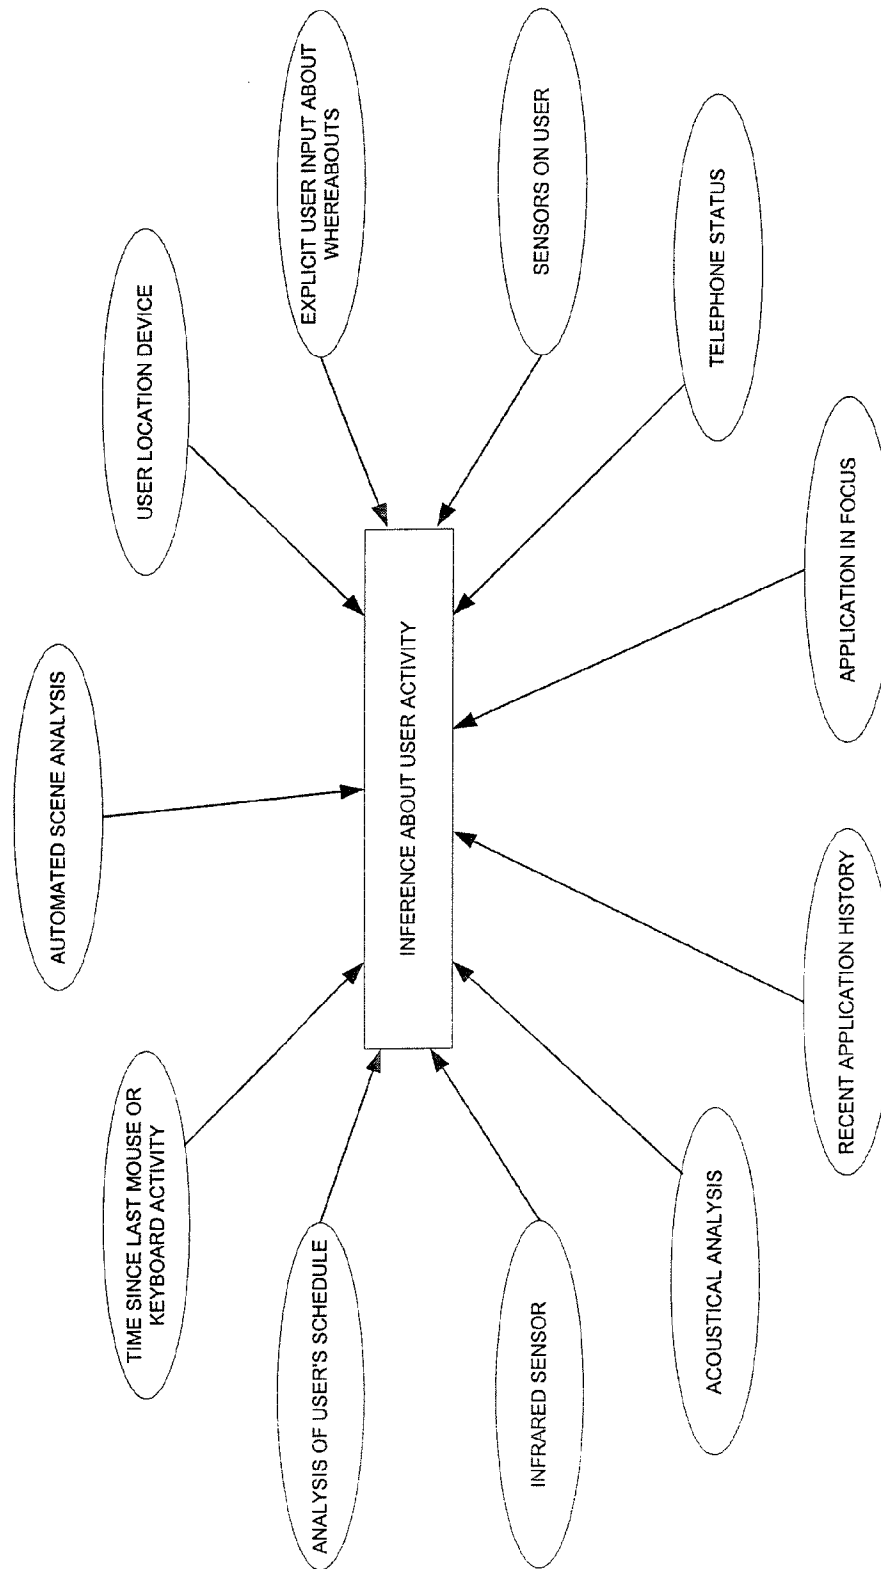 AUTOMATED SCENE ANALYSIS
TIME SINCE LAST MOUSE OR
KEYBOARD ACTIVITY
USER LOCATION DEVICE
ANALYSIS OF USER'S SCHEDULE
EXPLICIT USER INPUT ABOUT
WHEREABOUTS
INFERENCE ABOUT USER ACTIVITY
INFRARED SENSOR
SENSORS ON USER
ACOUSTICAL ANALYSIS
TELEPHONE STATUS
RECENT APPLICATION HISTORY
APPLICATION IN FOCUS